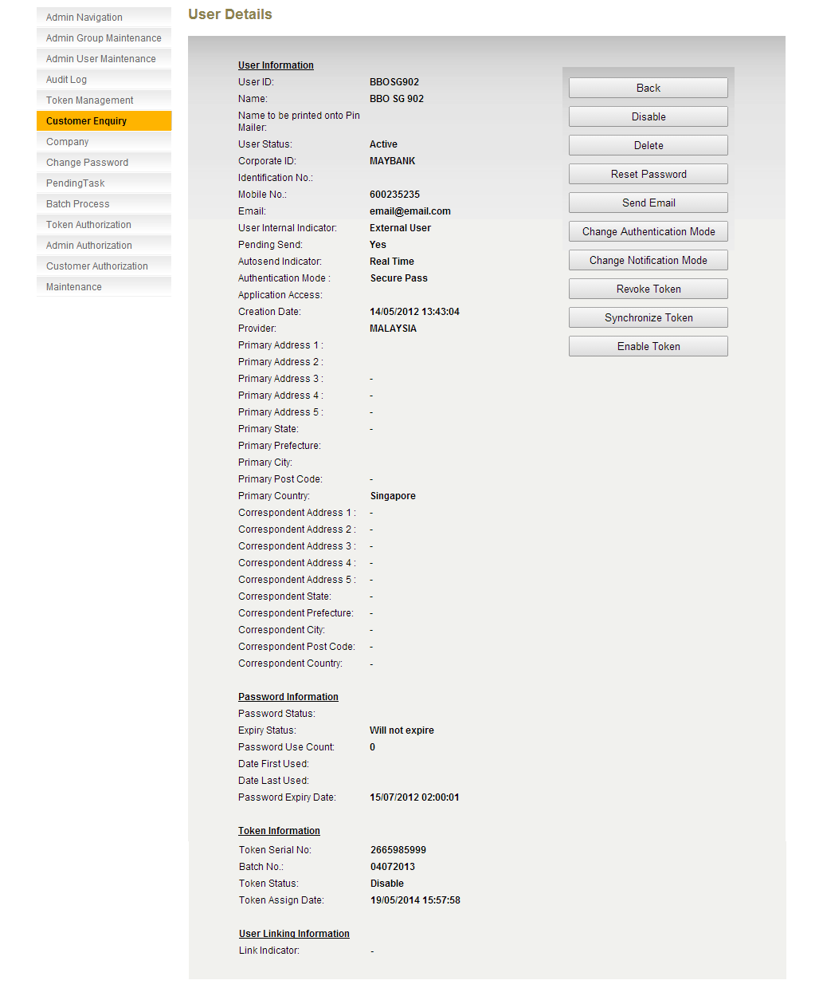 Admin Navigation
Admin Group Maintenance
Admin User Maintenance
Audit Log
Token Management
Customer Enquiry
Company
Change Password
PendingTask
Batch Process
Token Authorization
Admin Authorization
Customer Authorization
Maintenance
User Details
User Information
User ID: BBOSG902
Name: BBO SG 902
Name to be printed onto Pin
Mailer:
User Status: Active
Corporate ID: MAYBANK
Identification No.:
Mobile No.: 600235235
Email: email@email.com
User Internal Indicator: External User
Pending Send: Yes
Autosend Indicator: Real Time
Authentication Mode : Secure Pass
Application Access:
Creation Date: 14/05/2012 13:43:04
Provider: MALAYSIA
Primary Address 1 :
Primary Address 2 :
Primary Address 3 : -
Primary Address 4 : -
Primary Address 5 : -
Primary State: -
Primary Prefecture:
Primary City:
Primary Post Code: -
Primary Country: Singapore
Correspondent Address 1 : -
Correspondent Address 2 : -
Correspondent Address 3 : -
Correspondent Address 4 : -
Correspondent Address 5 : -
Correspondent State: -
Correspondent Prefecture: -
Correspondent City: -
Correspondent Post Code: -
Correspondent Country: -
Password Information
Password Status:
Expiry Status: Will not expire
Password Use Count: 0
Date First Used:
Date Last Used:
Password Expiry Date: 15/07/2012 02:00:01
Token Information
Token Serial No: 2665985999
Batch No.: 04072013
Token Status: Disable
Token Assign Date: 19/05/2014 15:57:58
User Linking Information
Link Indicator: -
Back
Disable
Delete
Reset Password
Send Email
Change Authentication Mode
Change Notification Mode
Revoke Token
Synchronize Token
Enable Token